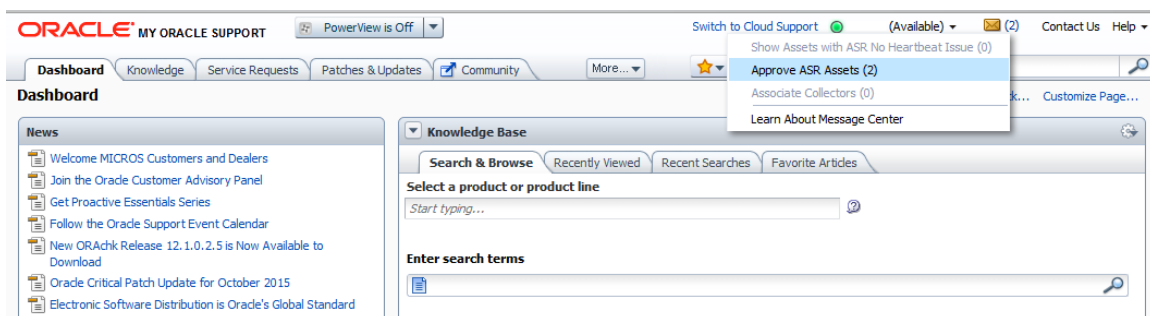 ORACLE MY ORACLE SUPPORT
PowerView is Off
Switch to Cloud Support
(Available)
(2)
Contact Us
Help
Show Assets with ASR No Heartbeat Issue (0)
Approve ASR Assets (2)
Associate Collectors (0)
Learn About Message Center
Dashboard
Knowledge
Service Requests
Patches & Updates
Community
More...
Dashboard
Customize Page...
News
Welcome MICROS Customers and Dealers
Join the Oracle Customer Advisory Panel
Get Proactive Essentials Series
Follow the Oracle Support Event Calendar
New ORAchk Release 12.1.0.2.5 is Now Available to
Download
Oracle Critical Patch Update for October 2015
Electronic Software Distribution is Oracle's Global Standard
Knowledge Base
Search & Browse
Recently Viewed
Recent Searches
Favorite Articles
Select a product or product line
Start typing...
Enter search terms